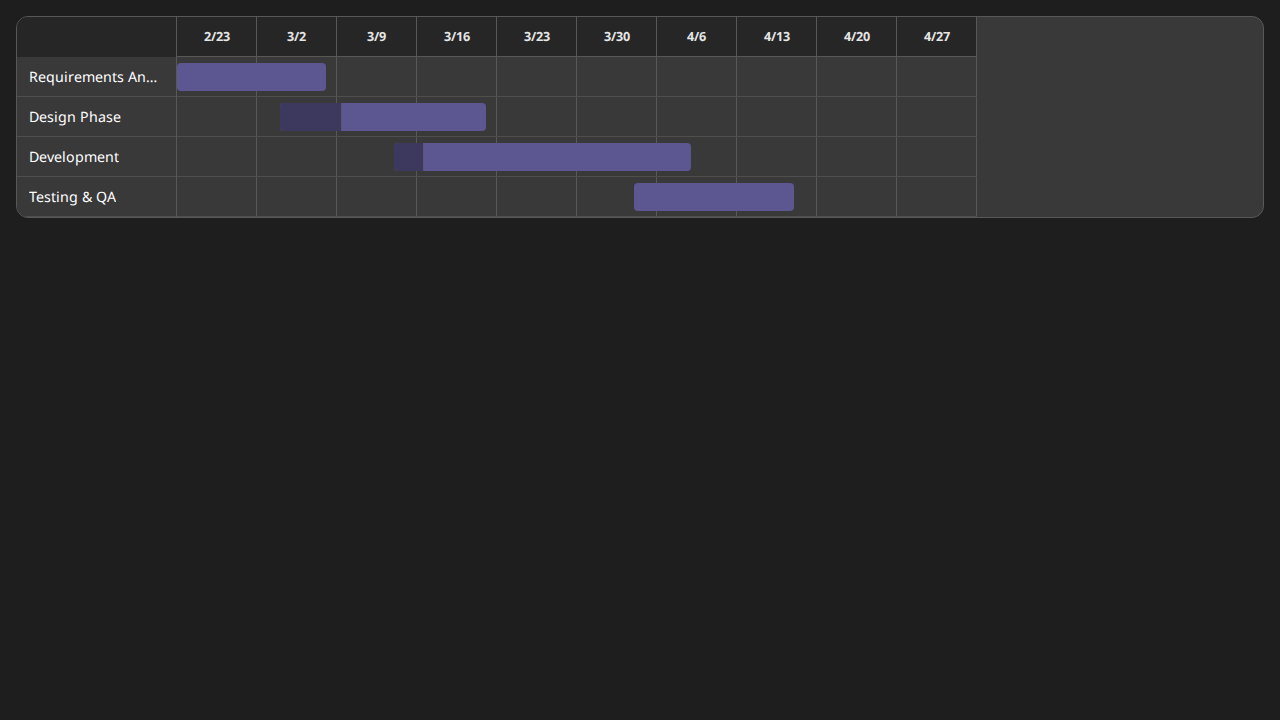 2/23 3/2 3/9 3/16 3/23 3/30 4/6 4/13 4/20 4/27
Requirements An…
Design Phase
Development
Testing & QA